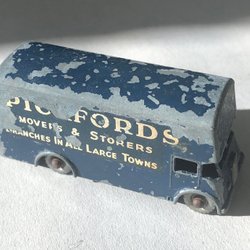 PICKFORDS
MOVERS & STORERS
BRANCHES IN ALL LARGE TOWNS